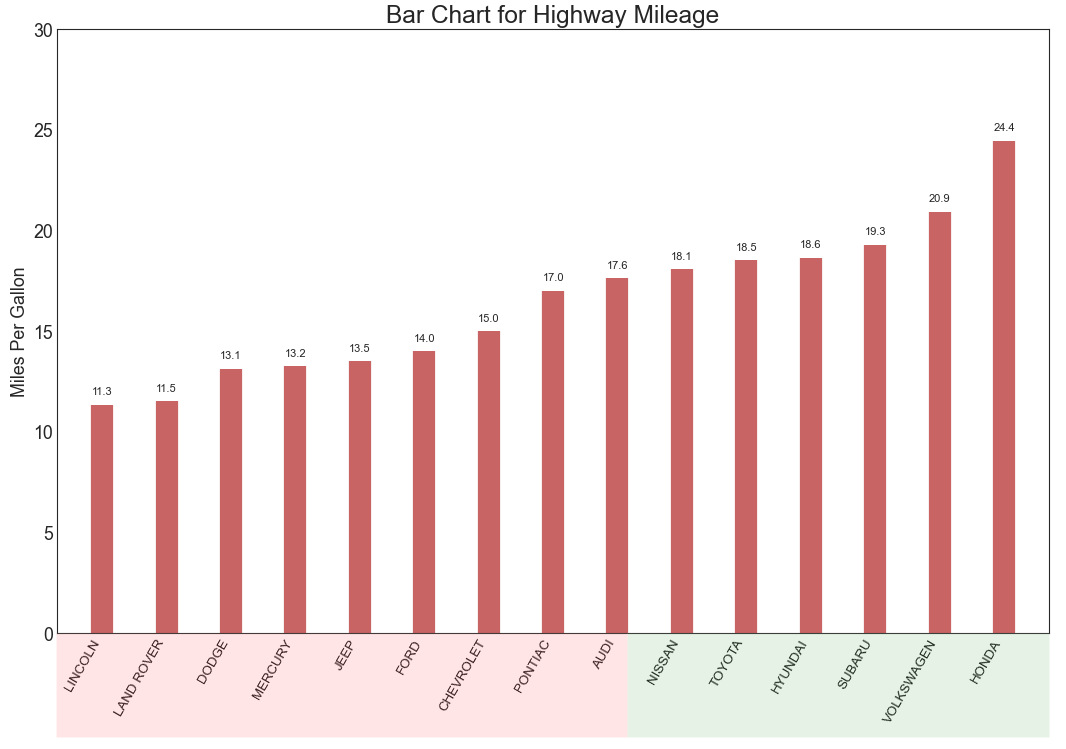 Bar Chart for Highway Mileage
30
25
20
15
10
5
0
Miles Per Gallon
11.3
11.5
13.1
13.2
13.5
14.0
15.0
17.0
17.6
18.1
18.5
18.6
19.3
20.9
24.4
LINCOLN
LAND ROVER
DODGE
MERCURY
JEEP
FORD
CHEVROLET
PONTIAC
AUDI
NISSAN
TOYOTA
HYUNDAI
SUBARU
VOLKSWAGEN
HONDA